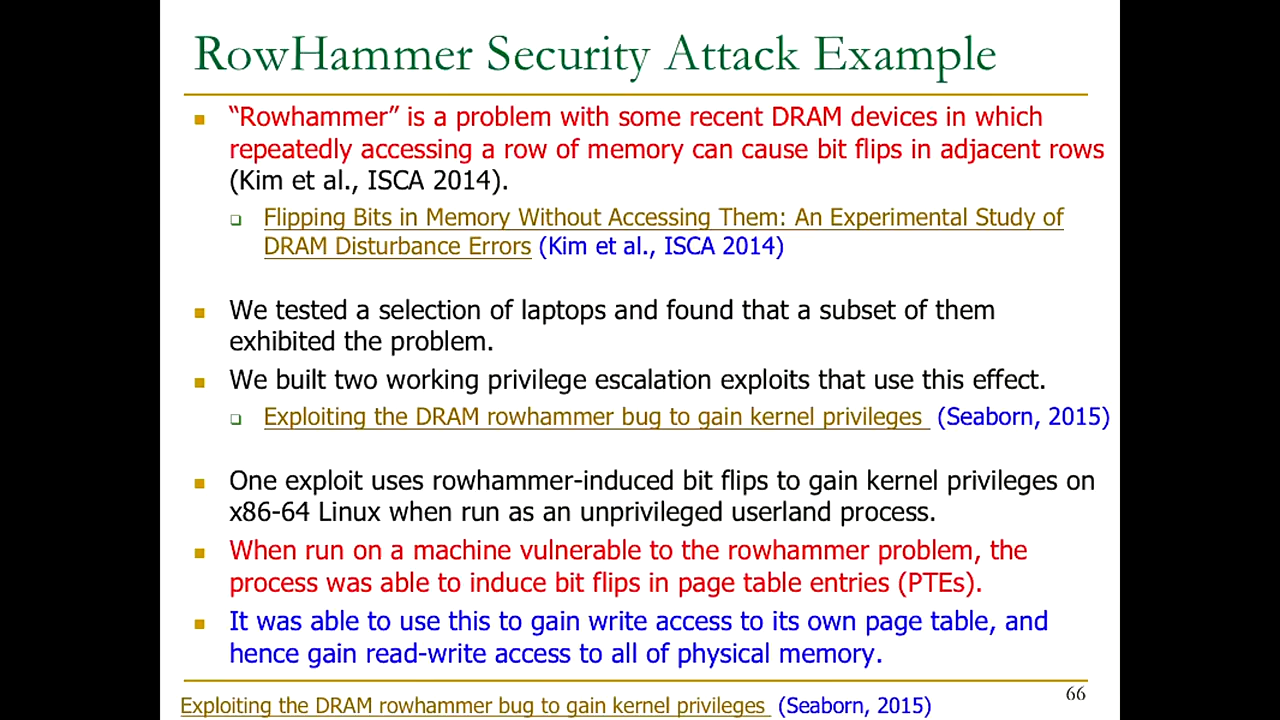 RowHammer Security Attack Example
“Rowhammer” is a problem with some recent DRAM devices in which
repeatedly accessing a row of memory can cause bit flips in adjacent rows
(Kim et al., ISCA 2014).
Flipping Bits in Memory Without Accessing Them: An Experimental Study of
DRAM Disturbance Errors (Kim et al., ISCA 2014)
We tested a selection of laptops and found that a subset of them
exhibited the problem.
We built two working privilege escalation exploits that use this effect.
Exploiting the DRAM rowhammer bug to gain kernel privileges (Seaborn, 2015)
One exploit uses rowhammer-induced bit flips to gain kernel privileges on
x86-64 Linux when run as an unprivileged userland process.
When run on a machine vulnerable to the rowhammer problem, the
process was able to induce bit flips in page table entries (PTEs).
It was able to use this to gain write access to its own page table, and
hence gain read-write access to all of physical memory.
66
Exploiting the DRAM rowhammer bug to gain kernel privileges (Seaborn, 2015)